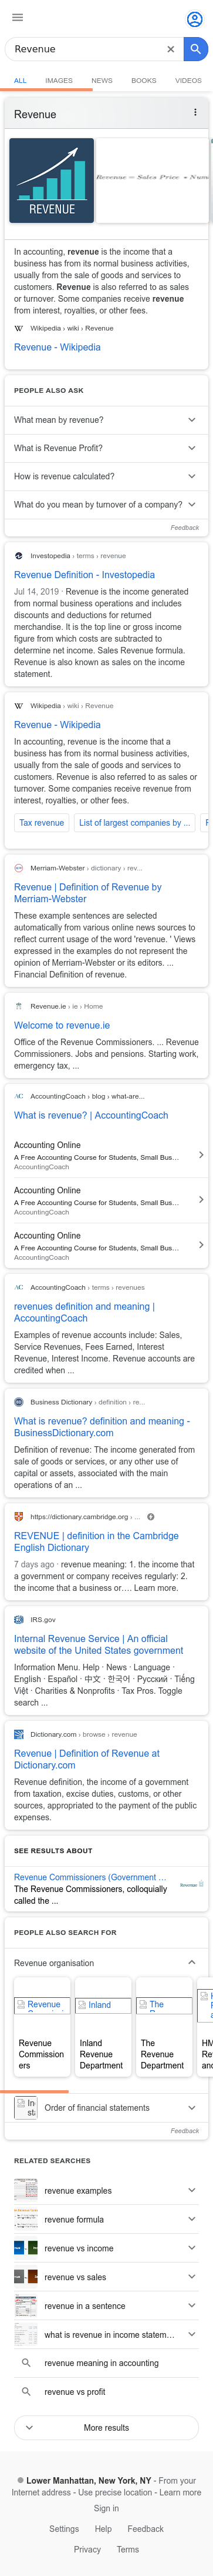 Revenue
ALL IMAGES NEWS BOOKS VIDEOS
Revenue
REVENUE
Revenue = Sales Price × Num
In accounting, revenue is the income that a
business has from its normal business activities,
usually from the sale of goods and services to
customers. Revenue is also referred to as sales
or turnover. Some companies receive revenue
from interest, royalties, or other fees.
W Wikipedia › wiki › Revenue
Revenue - Wikipedia
PEOPLE ALSO ASK
What mean by revenue?
What is Revenue Profit?
How is revenue calculated?
What do you mean by turnover of a company?
Feedback
Investopedia › terms › revenue
Revenue Definition - Investopedia
Jul 14, 2019 · Revenue is the income generated
from normal business operations and includes
discounts and deductions for returned
merchandise. It is the top line or gross income
figure from which costs are subtracted to
determine net income. Sales Revenue formula.
Revenue is also known as sales on the income
statement.
W Wikipedia › wiki › Revenue
Revenue - Wikipedia
In accounting, revenue is the income that a
business has from its normal business activities,
usually from the sale of goods and services to
customers. Revenue is also referred to as sales or
turnover. Some companies receive revenue from
interest, royalties, or other fees.
Tax revenue List of largest companies by ...
Merriam-Webster › dictionary › rev...
Revenue | Definition of Revenue by
Merriam-Webster
These example sentences are selected
automatically from various online news sources to
reflect current usage of the word 'revenue.' Views
expressed in the examples do not represent the
opinion of Merriam-Webster or its editors. ...
Financial Definition of revenue.
Revenue.ie › ie › Home
Welcome to revenue.ie
Office of the Revenue Commissioners. ... Revenue
Commissioners. Jobs and pensions. Starting work,
emergency tax, ...
AC AccountingCoach › blog › what-are...
What is revenue? | AccountingCoach
Accounting Online
A Free Accounting Course for Students, Small Bus...
AccountingCoach
Accounting Online
A Free Accounting Course for Students, Small Bus...
AccountingCoach
Accounting Online
A Free Accounting Course for Students, Small Bus...
AccountingCoach
AC AccountingCoach › terms › revenues
revenues definition and meaning |
AccountingCoach
Examples of revenue accounts include: Sales,
Service Revenues, Fees Earned, Interest
Revenue, Interest Income. Revenue accounts are
credited when ...
Business Dictionary › definition › re...
What is revenue? definition and meaning -
BusinessDictionary.com
Definition of revenue: The income generated from
sale of goods or services, or any other use of
capital or assets, associated with the main
operations of an ...
https://dictionary.cambridge.org › ...
REVENUE | definition in the Cambridge
English Dictionary
7 days ago · revenue meaning: 1. the income that
a government or company receives regularly: 2.
the income that a business or.... Learn more.
IRS.gov
Internal Revenue Service | An official
website of the United States government
Information Menu. Help · News · Language ·
English · Español · 中文 · 한국어 · Русский · Tiếng
Việt · Charities & Nonprofits · Tax Pros. Toggle
search ...
Dictionary.com › browse › revenue
Revenue | Definition of Revenue at
Dictionary.com
Revenue definition, the income of a government
from taxation, excise duties, customs, or other
sources, appropriated to the payment of the public
expenses.
SEE RESULTS ABOUT
Revenue Commissioners (Government ...
The Revenue Commissioners, colloquially
called the ...
Revenue
PEOPLE ALSO SEARCH FOR
Revenue organisation
Revenue Inland The
Revenue
Commission
ers
Inland
Revenue
Department
The
Revenue
Department
Order of financial statements
Feedback
RELATED SEARCHES
revenue examples
revenue formula
revenue vs income
revenue vs sales
revenue in a sentence
what is revenue in income statem...
revenue meaning in accounting
revenue vs profit
More results
Lower Manhattan, New York, NY - From your
Internet address - Use precise location - Learn more
Sign in
Settings Help Feedback
Privacy Terms